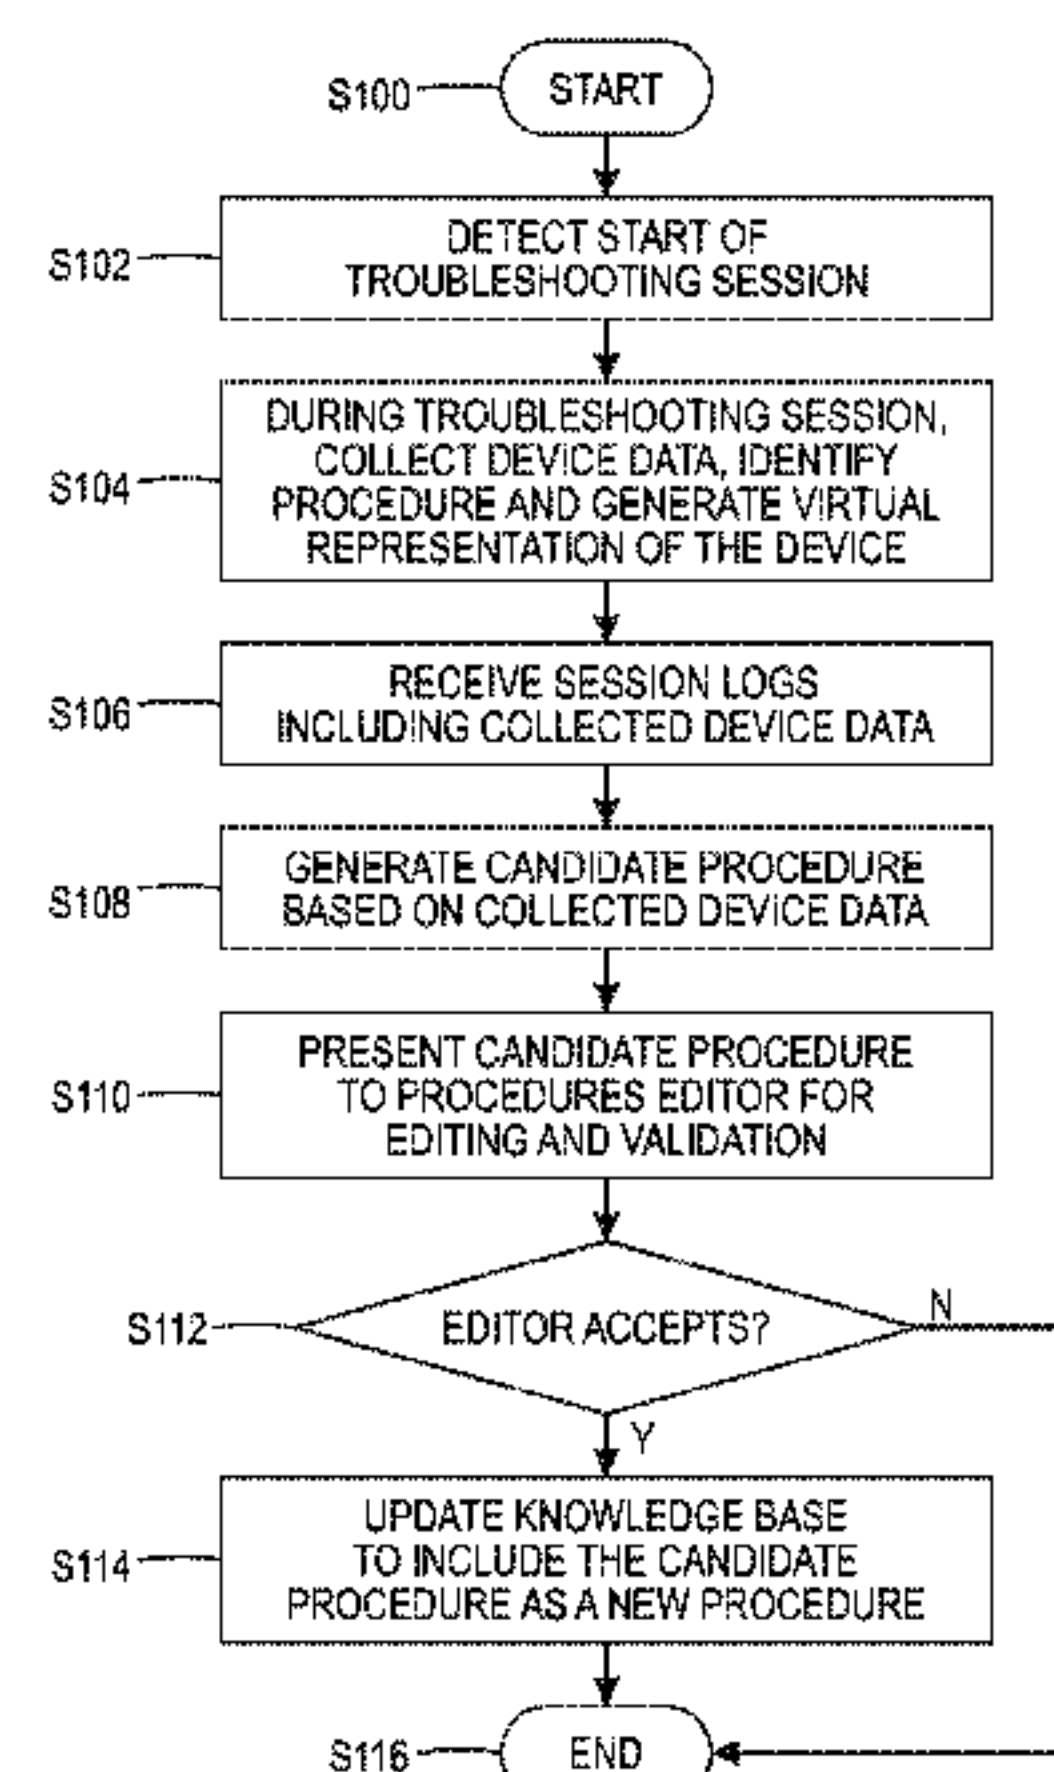 S100
START
S102
DETECT START OF
TROUBLESHOOTING SESSION
S104
DURING TROUBLESHOOTING SESSION,
COLLECT DEVICE DATA, IDENTIFY
PROCEDURE AND GENERATE VIRTUAL
REPRESENTATION OF THE DEVICE
S106
RECEIVE SESSION LOGS
INCLUDING COLLECTED DEVICE DATA
S108
GENERATE CANDIDATE PROCEDURE
BASED ON COLLECTED DEVICE DATA
S110
PRESENT CANDIDATE PROCEDURE
TO PROCEDURES EDITOR FOR
EDITING AND VALIDATION
S112
EDITOR ACCEPTS?
N
Y
S114
UPDATE KNOWLEDGE BASE
TO INCLUDE THE CANDIDATE
PROCEDURE AS A NEW PROCEDURE
S116
END